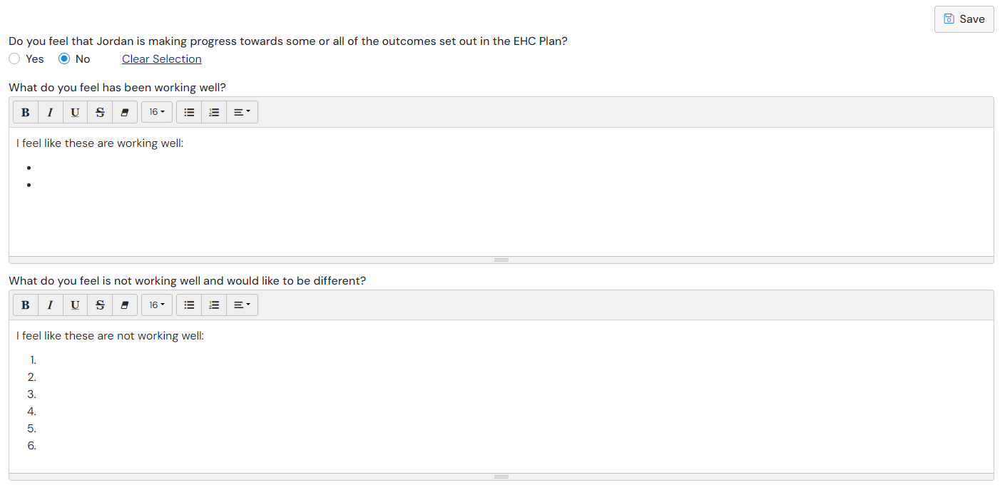 Save
Do you feel that Jordan is making progress towards some or all of the outcomes set out in the EHC Plan?
Yes No Clear Selection
What do you feel has been working well?
B I U S 16
I feel like these are working well:
•
•
What do you feel is not working well and would like to be different?
B I U S 16
I feel like these are not working well:
1.
2.
3.
4.
5.
6.